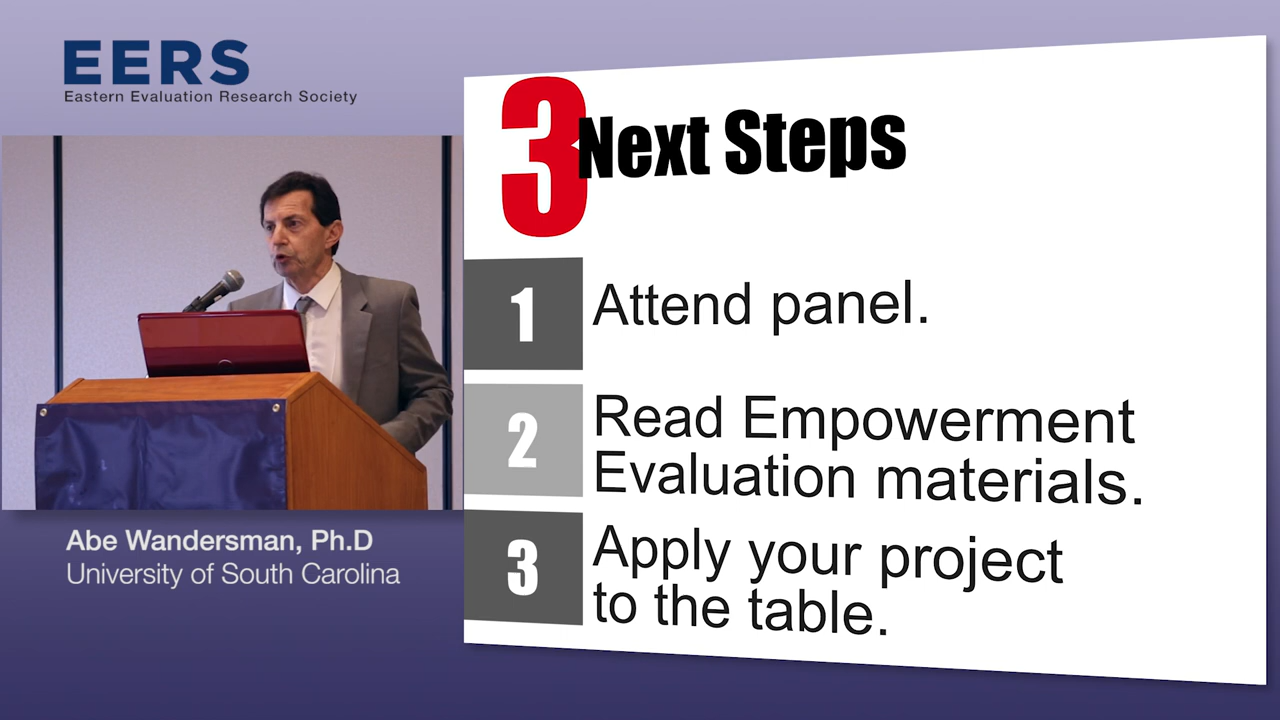 EERS
Eastern Evaluation Research Society
3 Next Steps
1 Attend panel.
2 Read Empowerment
Evaluation materials.
3 Apply your project
to the table.
Abe Wandersman, Ph.D
University of South Carolina